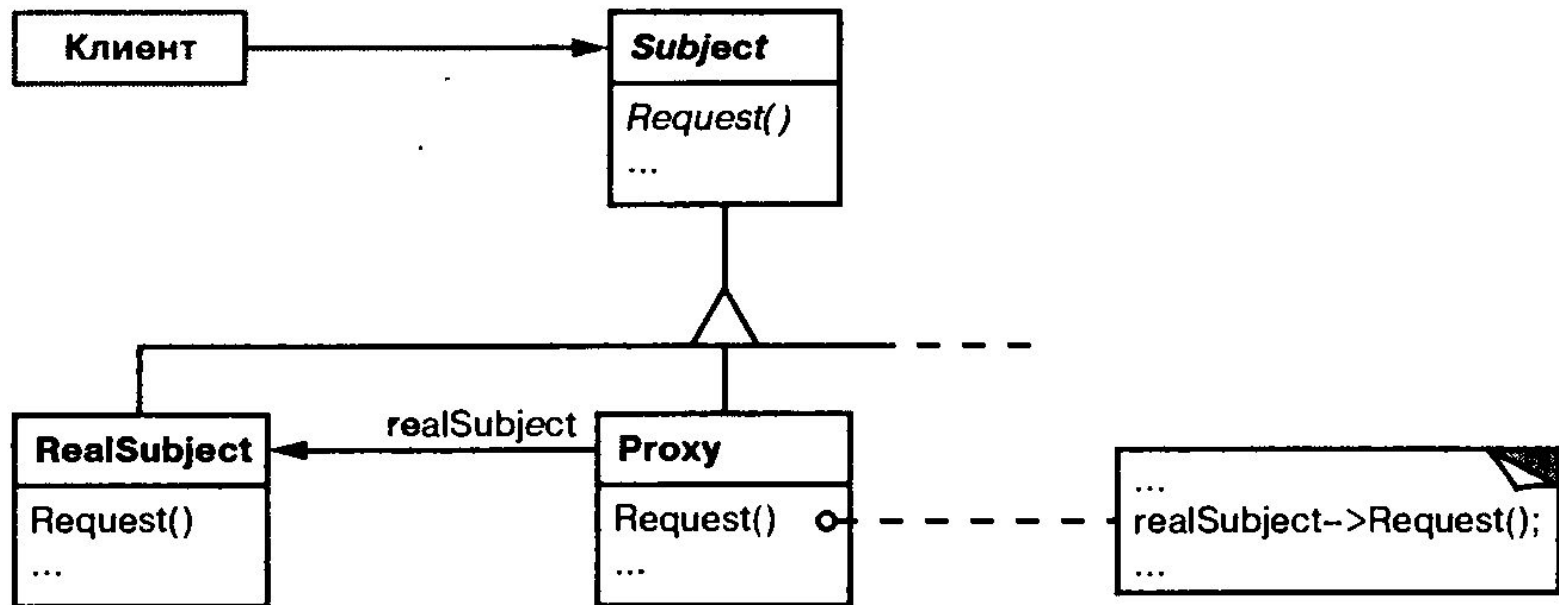 Клиент
Subject
Request()
...
realSubject
RealSubject
Request()
...
Proxy
Request()
...
...
realSubject->Request();
...